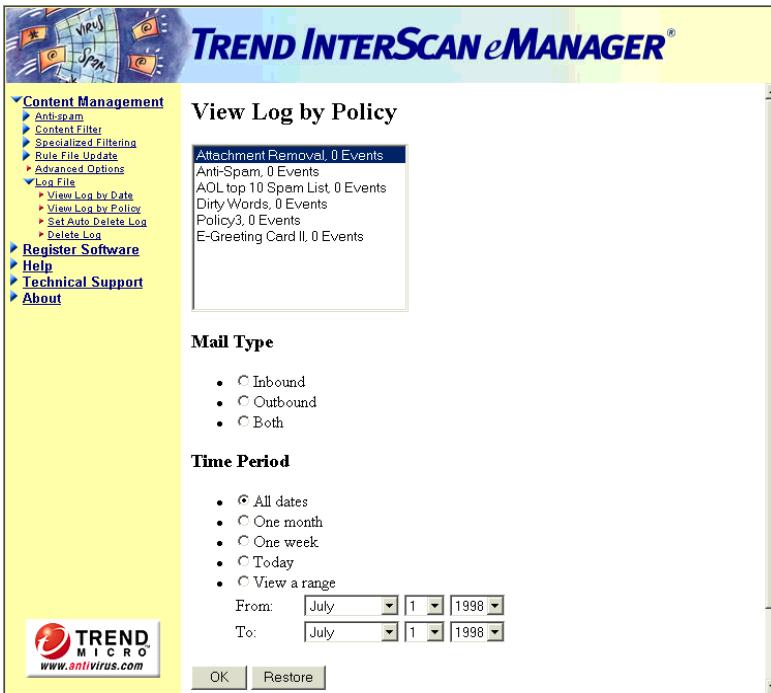 VIRUS
SPAM
TREND INTERSCAN eMANAGER®
Content Management
Anti-spam
Content Filter
Specialized Filtering
Rule File Update
Advanced Options
Log File
View Log by Date
View Log by Policy
Set Auto Delete Log
Delete Log
Register Software
Help
Technical Support
About
TREND
MICRO™
www.antivirus.com
View Log by Policy
Attachment Removal, 0 Events
Anti-Spam, 0 Events
AOL top 10 Spam List, 0 Events
Dirty Words, 0 Events
Policy3, 0 Events
E-Greeting Card II, 0 Events
Mail Type
Inbound
Outbound
Both
Time Period
All dates
One month
One week
Today
View a range
From: July 1 1998
To: July 1 1998
OK Restore